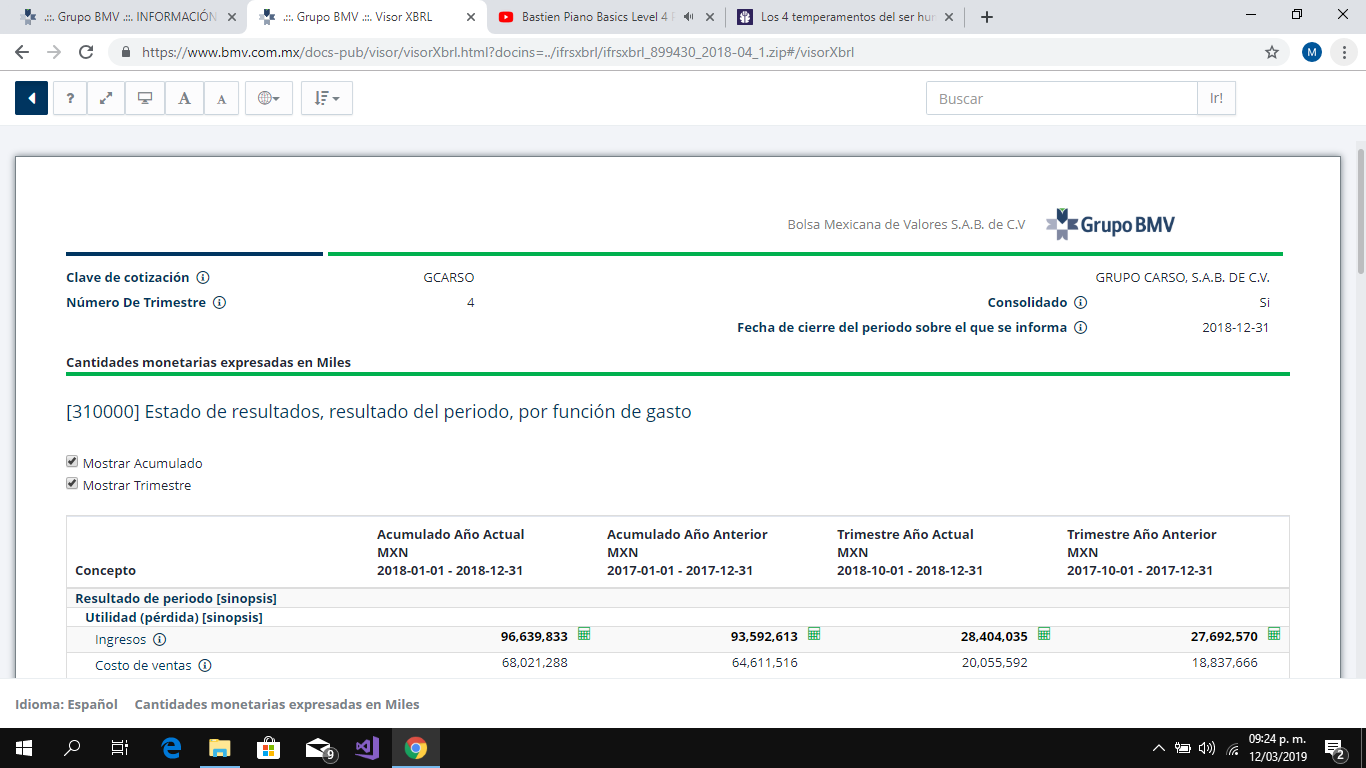 .::. Grupo BMV .::. INFORMACIÓN
.::. Grupo BMV .::. Visor XBRL
Bastien Piano Basics Level 4
Los 4 temperamentos del ser hu
https://www.bmv.com.mx/docs-pub/visor/visorXbrl.html?docins=../ifrsxbrl/ifrsxbrl_899430_2018-04_1.zip#/visorXbrl
M
? A A
Buscar Ir!
Bolsa Mexicana de Valores S.A.B. de C.V Grupo BMV
Clave de cotización GCARSO GRUPO CARSO, S.A.B. DE C.V.
Número De Trimestre 4 Consolidado Si
Fecha de cierre del periodo sobre el que se informa 2018-12-31
Cantidades monetarias expresadas en Miles
[310000] Estado de resultados, resultado del periodo, por función de gasto
Mostrar Acumulado
Mostrar Trimestre
Acumulado Año Actual Acumulado Año Anterior Trimestre Año Actual Trimestre Año Anterior
MXN MXN MXN MXN
Concepto 2018-01-01 - 2018-12-31 2017-01-01 - 2017-12-31 2018-10-01 - 2018-12-31 2017-10-01 - 2017-12-31
Resultado de periodo [sinopsis]
Utilidad (pérdida) [sinopsis]
Ingresos 96,639,833 93,592,613 28,404,035 27,692,570
Costo de ventas 68,021,288 64,611,516 20,055,592 18,837,666
Idioma: Español Cantidades monetarias expresadas en Miles
9
09:24 p. m.
12/03/2019
2